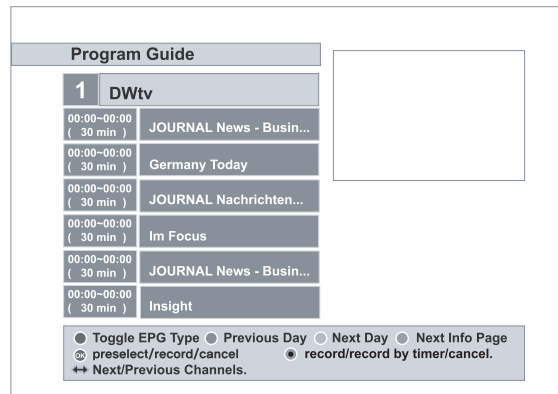 Program Guide
1 DWtv
00:00~00:00
( 30 min ) JOURNAL News - Busin...
00:00~00:00
( 30 min ) Germany Today
00:00~00:00
( 30 min ) JOURNAL Nachrichten...
00:00~00:00
( 30 min ) Im Focus
00:00~00:00
( 30 min ) JOURNAL News - Busin...
00:00~00:00
( 30 min ) Insight
Toggle EPG Type Previous Day Next Day Next Info Page
OK preselect/record/cancel record/record by timer/cancel.
↔ Next/Previous Channels.